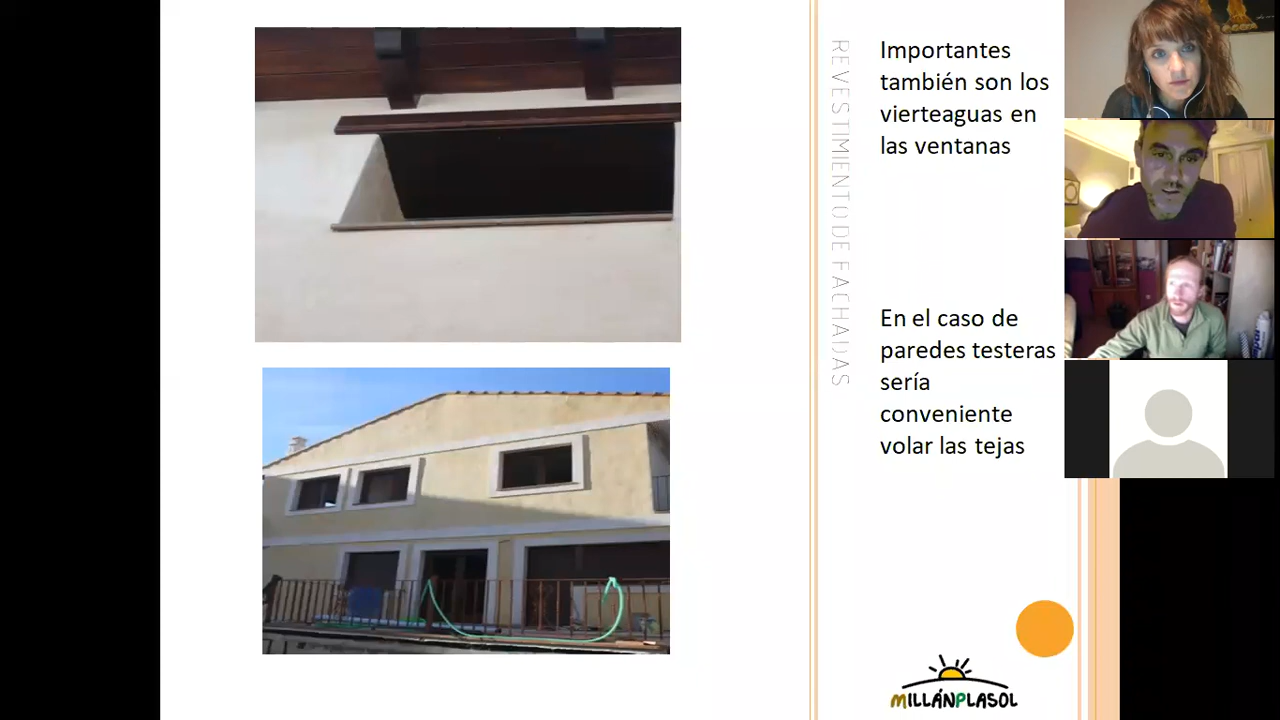 Importantes
también son los
vierteaguas en
las ventanas
REVESTIMIENTO DE FACHADAS
En el caso de
paredes testeras
sería
conveniente
volar las tejas
MILLÁNPLASOL